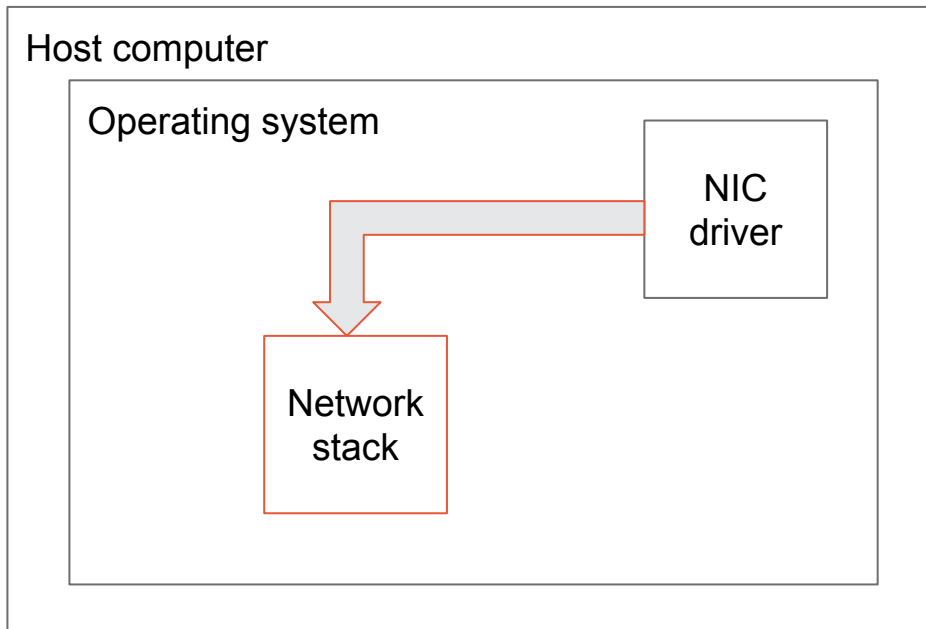 Host computer
Operating system
NIC
driver
Network
stack